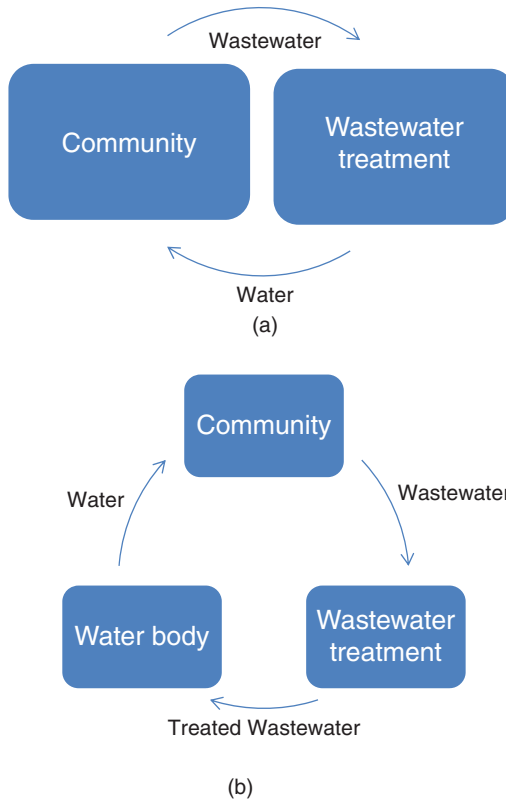 Wastewater
Community
Wastewater
treatment
Water
(a)
Community
Water
Wastewater
Water body
Wastewater
treatment
Treated Wastewater
(b)